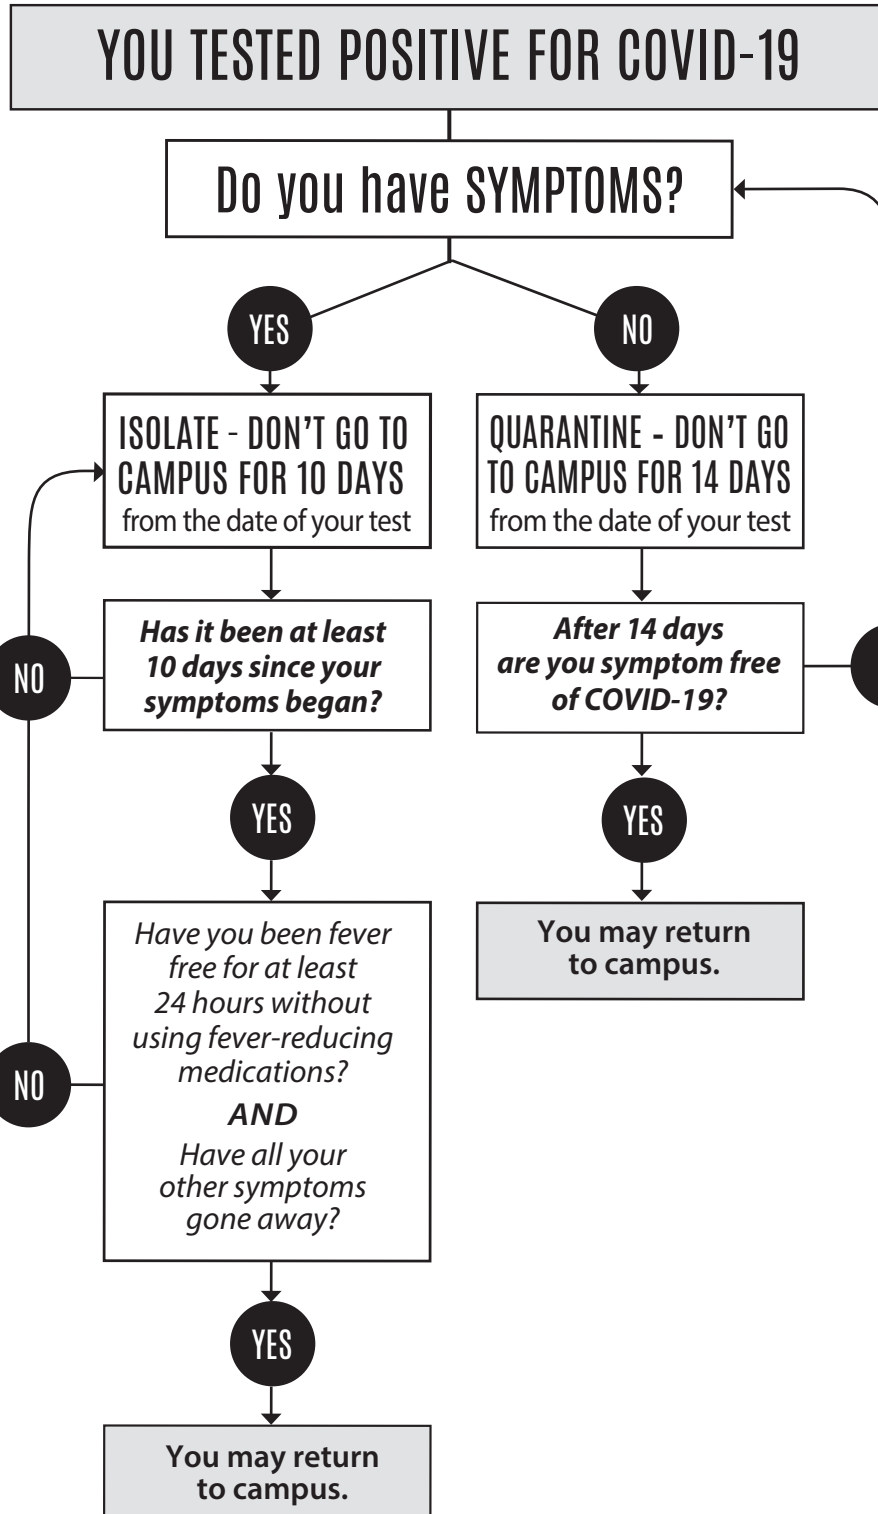 YOU TESTED POSITIVE FOR COVID-19
Do you have SYMPTOMS?
YES
NO
ISOLATE - DON'T GO TO
CAMPUS FOR 10 DAYS
from the date of your test
QUARANTINE - DON'T GO
TO CAMPUS FOR 14 DAYS
from the date of your test
Has it been at least
10 days since your
symptoms began?
NO
After 14 days
are you symptom free
of COVID-19?
YES
YES
Have you been fever
free for at least
24 hours without
using fever-reducing
medications?
AND
Have all your
other symptoms
gone away?
NO
You may return
to campus.
YES
You may return
to campus.